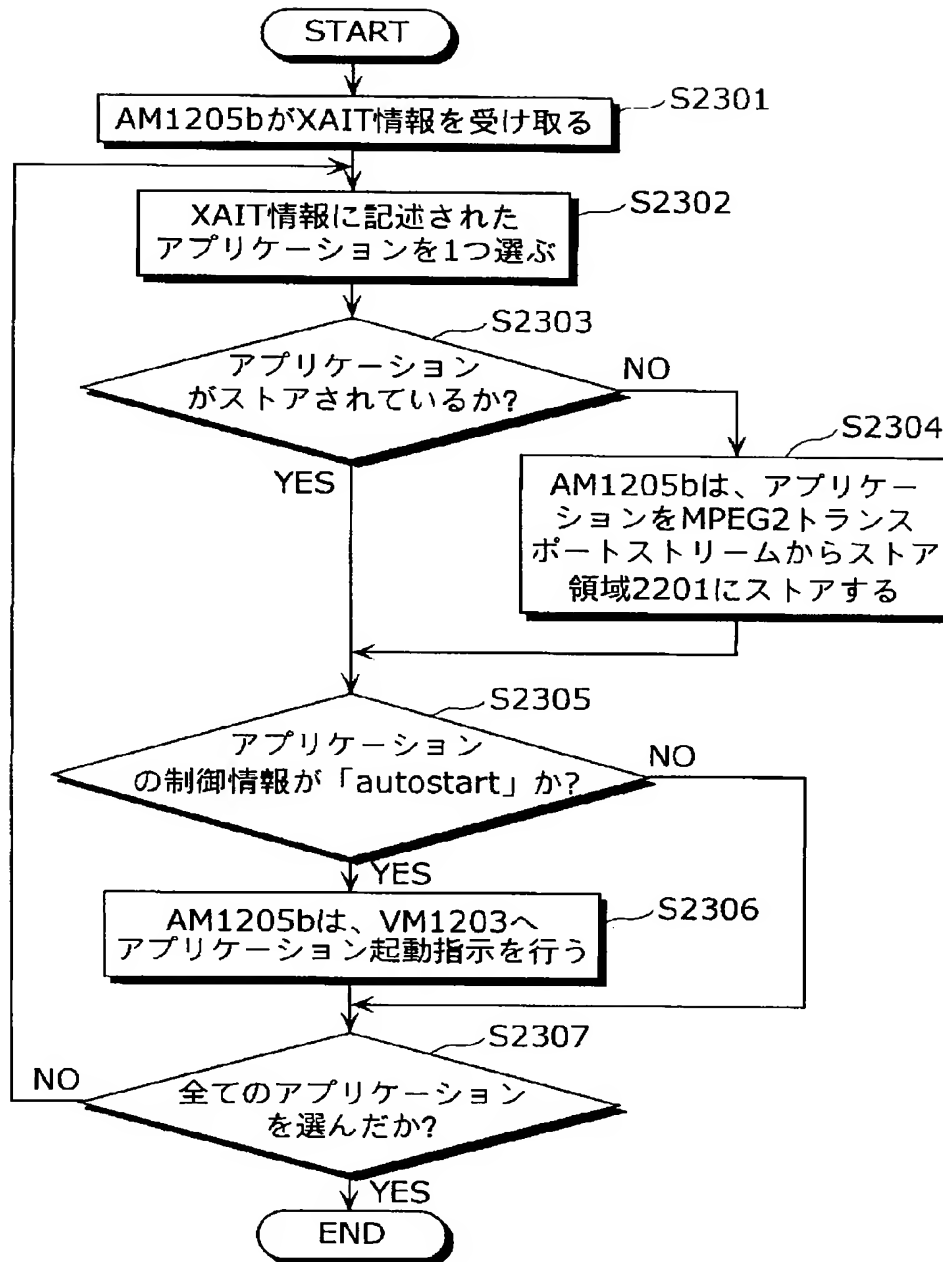 START
AM1205bがXAIT情報を受け取る
S2301
XAIT情報に記述された
アプリケーションを1つ選ぶ
S2302
アプリケーション
がストアされているか?
S2303
NO
YES
S2304
AM1205bは、アプリケー
ションをMPEG2トランス
ポートストリームからストア
領域2201にストアする
S2305
アプリケーション
の制御情報が「autostart」か?
NO
YES
AM1205bは、VM1203へ
アプリケーション起動指示を行う
S2306
S2307
全てのアプリケーション
を選んだか?
NO
YES
END